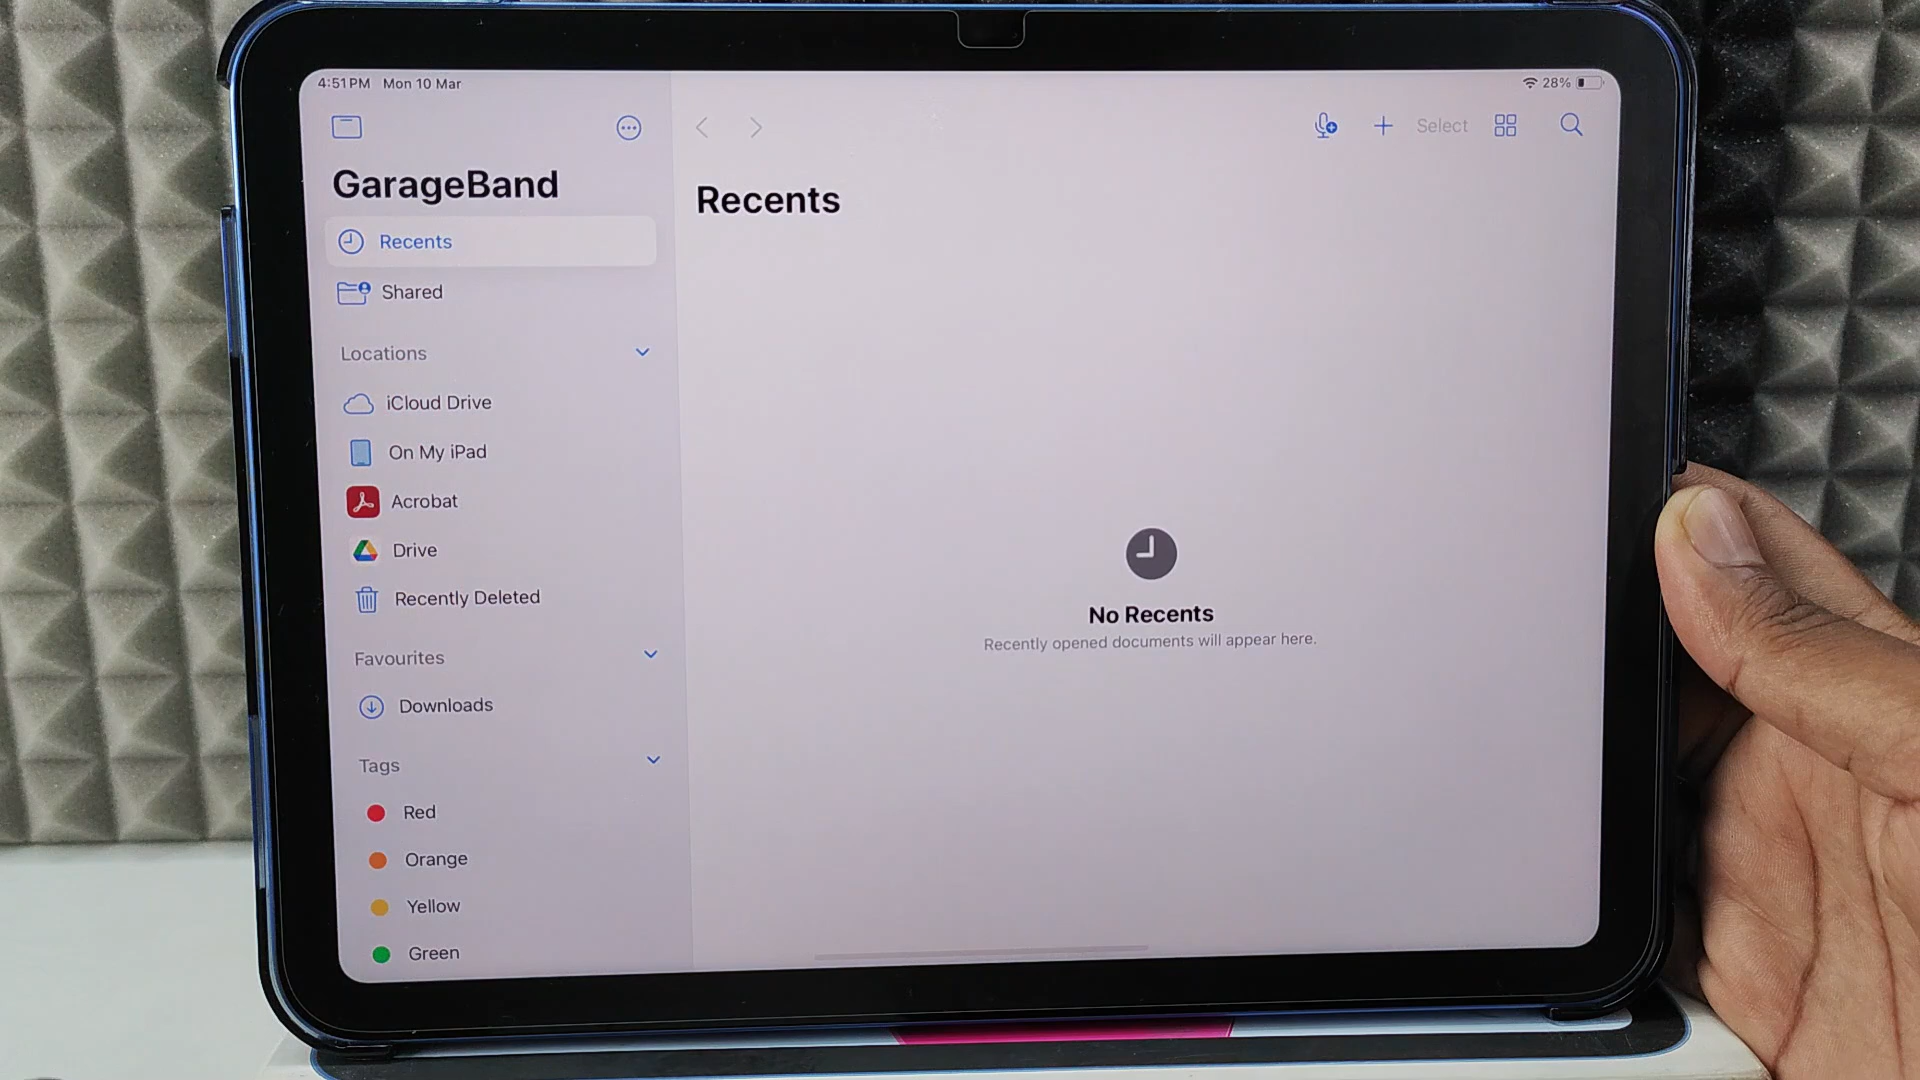 4:51 PM Mon 10 Mar
28%
GarageBand
Recents
Shared
Locations
iCloud Drive
On My iPad
Acrobat
Drive
Recently Deleted
Favourites
Downloads
Tags
Red
Orange
Yellow
Green
Select
Recents
No Recents
Recently opened documents will appear here.